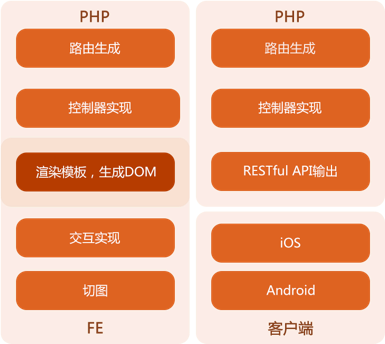 PHP
路由生成
控制器实现
渲染模板，生成DOM
交互实现
切图
FE
PHP
路由生成
控制器实现
RESTful API输出
iOS
Android
客户端